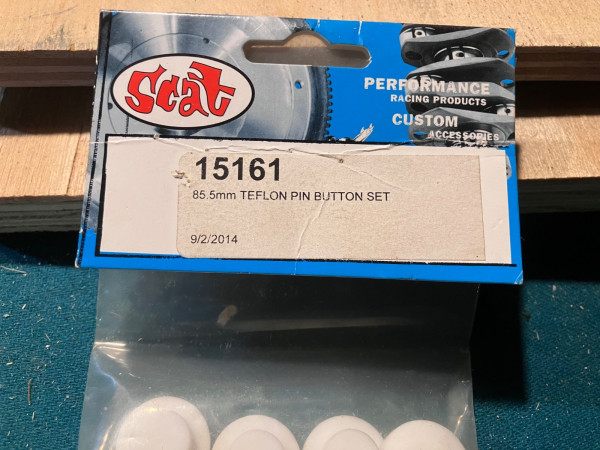 Scat
PERFORMANCE
RACING PRODUCTS
CUSTOM
ACCESSORIES
15161
85.5mm TEFLON PIN BUTTON SET
9/2/2014